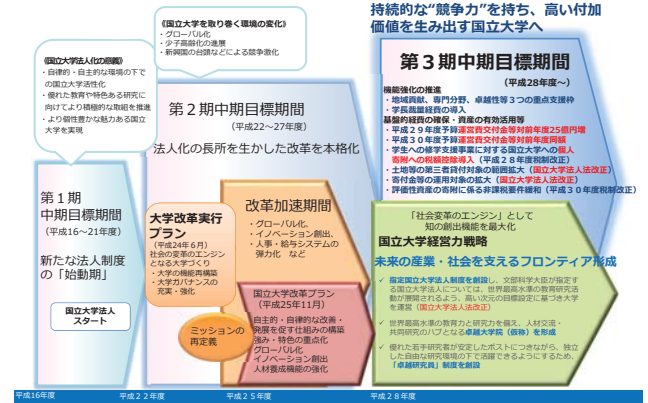 持続的な“競争力”を持ち、高い付加
価値を生み出す国立大学へ
《国立大学を取り巻く環境の変化》
・グローバル化
・少子高齢化の進展
・新興国の台頭などによる競争激化
《国立大学法人化の意義》
・自律的・自主的な環境の下で
の国立大学活性化
・優れた教育や特色ある研究に
向けてより積極的な取組を推進
・より個性豊かな魅力ある国立
大学を実現
第1期
中期目標期間
(平成16~21年度)
新たな法人制度
の「始動期」
国立大学法人
スタート
第２期中期目標期間
(平成22~27年度)
法人化の長所を生かした改革を本格化
大学改革実行
プラン
(平成24年６月)
社会の変革のエンジン
となる大学づくり
・大学の機能再構築
・大学ガバナンスの
充実・強化
ミッションの
再定義
改革加速期間
・グローバル化、
・イノベーション創出、
・人事・給与システムの
弾力化 など
国立大学改革プラン
(平成25年11月)
自主的・自律的な改善・
発展を促す仕組みの構築
強み・特色の重点化
グローバル化
イノベーション創出
人材養成機能の強化
第３期中期目標期間
(平成28年度~)
機能強化の推進
・地域貢献、専門分野、卓越性等３つの重点支援枠
・学長裁量経費の導入
基盤的経費の確保・資産の有効活用等
・平成２９年度予算運営費交付金等対前年度25億円増
・平成３０年度予算運営費交付金等対前年度同額
・学生への修学支援事業に対する国立大学への個人
寄附への税額控除導入（平成２８年度税制改正）
・土地等の第三者貸付対象の範囲拡大（国立大学法人法改正）
・寄付金等の運用対象の拡大（国立大学法人法改正）
・評価性資産の寄附に係る非課税要件緩和（平成３０年度税制改正）
「社会変革のエンジン」として
知の創出機能を最大化
国立大学経営力戦略
未来の産業・社会を支えるフロンティア形成
✓ 指定国立大学法人制度を創設し、文部科学大臣が指定す
る国立大学法人については、世界最高水準の教育研究活
動が展開されるよう、高い次元の目標設定に基づき大学
を運営（国立大学法人法改正）
✓ 世界最高水準の教育力と研究力を備え、人材交流・
共同研究のハブとなる卓越大学院（仮称）を形成
✓ 優れた若手研究者が安定したポストにつきながら、独立
した自由な研究環境の下で活躍できるようにするため、
「卓越研究員」制度を創設
平成16年度
平成２２年度
平成２５年度
平成２８年度